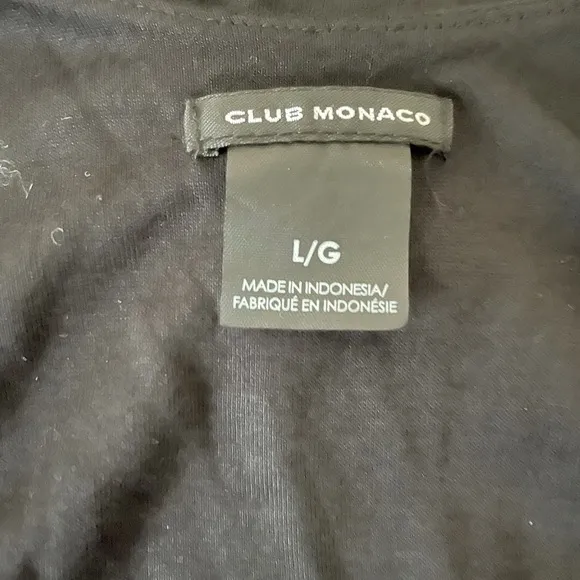 CLUB MONACO
L/G
MADE IN INDONESIA/
FABRIQUÉ EN INDONÉSIE